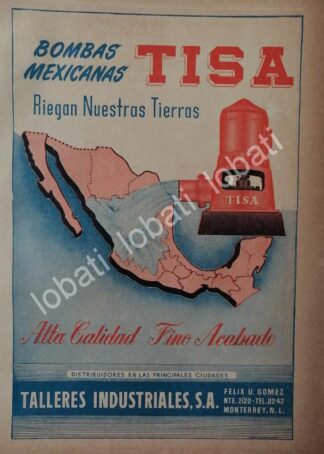 BOMBAS
MEXICANAS
TISA
Riegan Nuestras Tierras
TISA
lobati lobati lobati
Alta Calidad Fino Acabado
DISTRIBUIDORES EN LAS PRINCIPALES CIUDADES
TALLERES INDUSTRIALES, S.A.
FELIX U. GOMEZ
NTE. 2120 - TEL. 8242
MONTERREY, N. L.